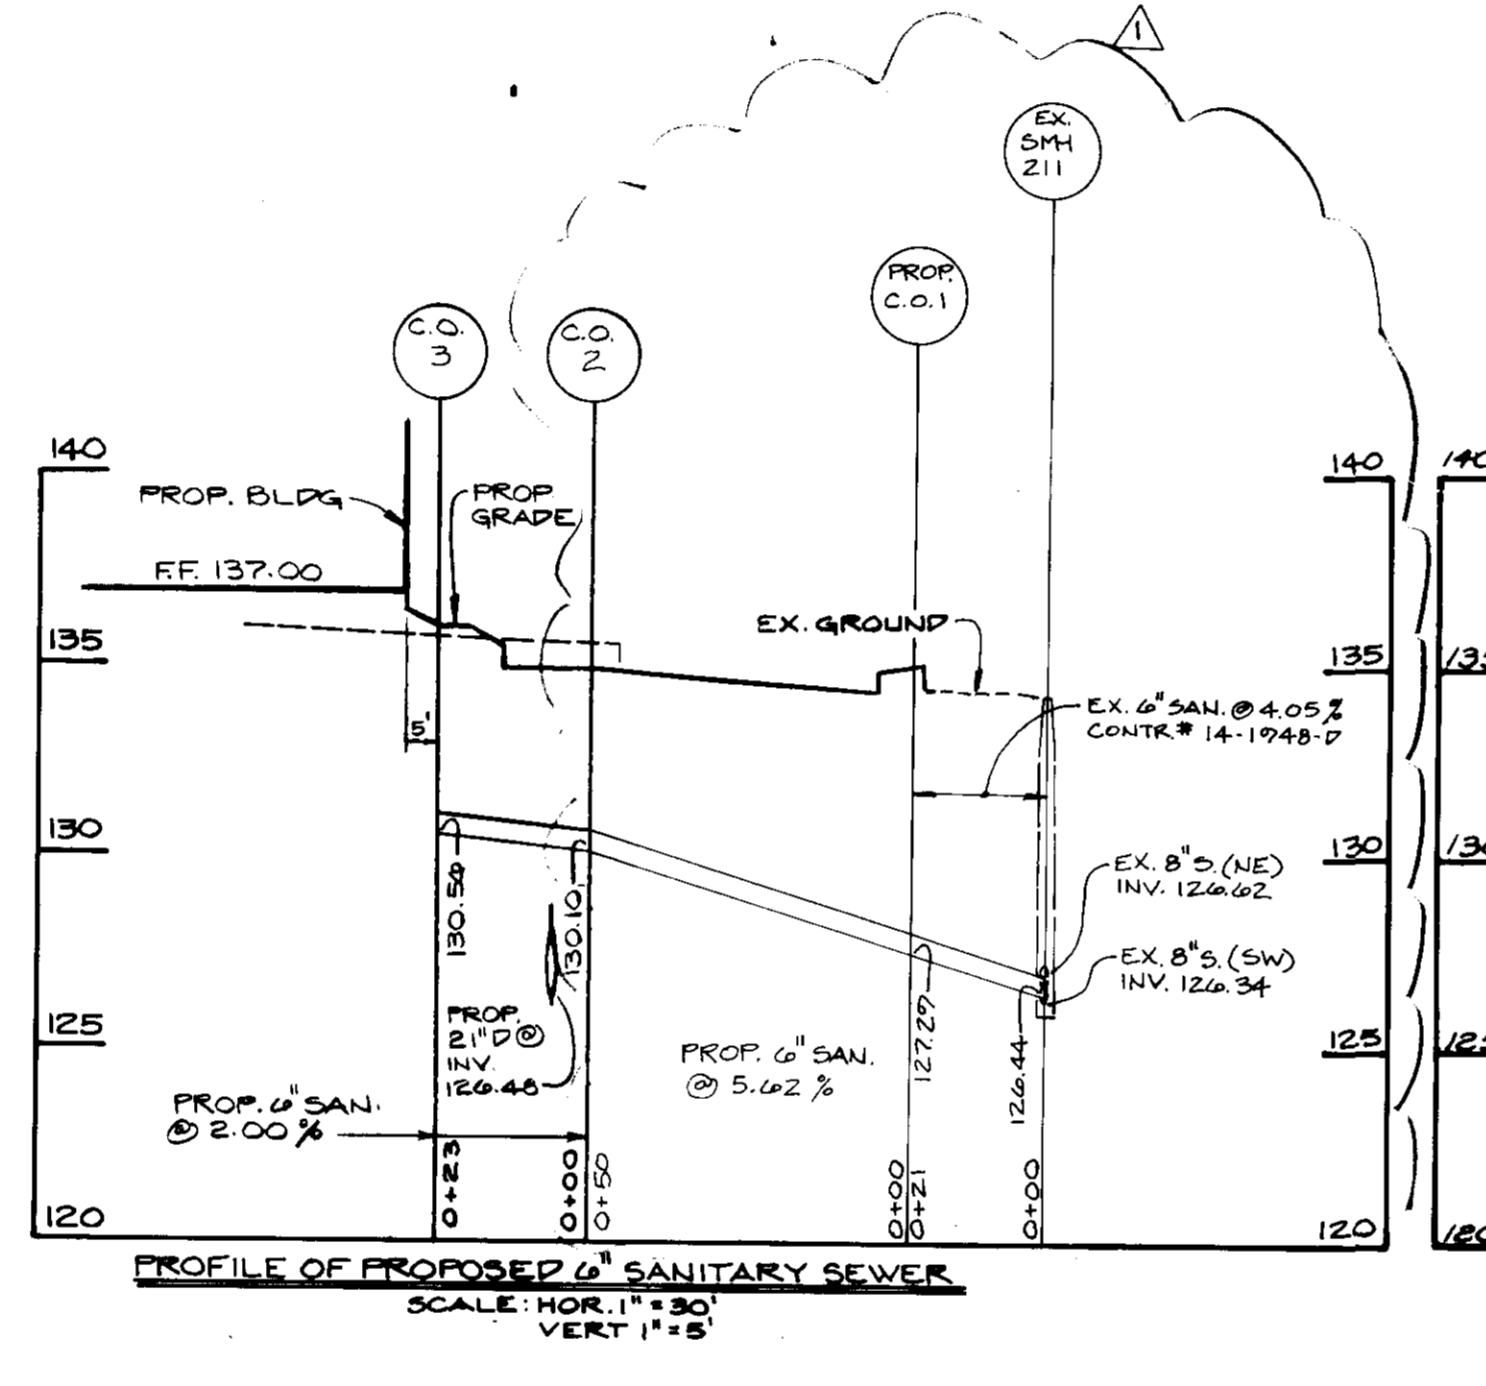 1
EX.
SMH
211
PROP.
C.O.1
C.O.
3
C.O.
2
140
PROP. BLDG
PROP
GRADE
F.F. 137.00
135
EX. GROUND
5'
130
130.56
130.10
PROP.
21"D @
INV.
126.48
125
PROP. 6" SAN.
@ 2.00 %
PROP. 6" SAN.
@ 5.62 %
127.29
126.44
EX. 6" SAN. @ 4.05 %
CONTR.# 14-1948-D
EX. 8" S. (NE)
INV. 126.62
EX. 8" S. (SW)
INV. 126.34
140
135
130
125
120
120
0+23
0+00
0+50
0+00
0+21
0+00
PROFILE OF PROPOSED 6" SANITARY SEWER
SCALE: HOR. 1" = 30'
VERT 1" = 5'